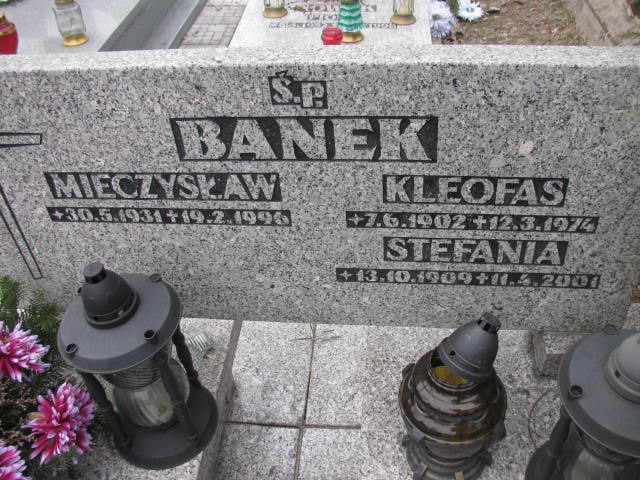 Ś.P.
BANEK
MIECZYSŁAW
+30.5.1931+19.2.1996
KLEOFAS
+7.6.1902+12.3.1974
STEFANIA
+13.10.1909+11.4.2001